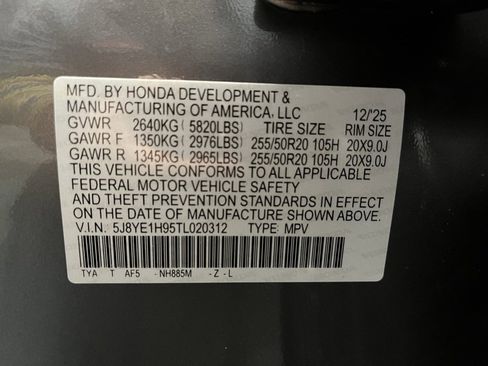 MFD. BY HONDA DEVELOPMENT &
MANUFACTURING OF AMERICA, LLC 12/'25
GVWR 2640KG ( 5820LBS) TIRE SIZE RIM SIZE
GAWR F 1350KG ( 2976LBS) 255/50R20 105H 20X9.0J
GAWR R 1345KG ( 2965LBS) 255/50R20 105H 20X9.0J
THIS VEHICLE CONFORMS TO ALL APPLICABLE
FEDERAL MOTOR VEHICLE SAFETY
AND THEFT PREVENTION STANDARDS IN EFFECT
ON THE DATE OF MANUFACTURE SHOWN ABOVE.
V.I.N. 5J8YE1H95TL020312 TYPE: MPV
TYA T AF5 -NH885M - Z - L